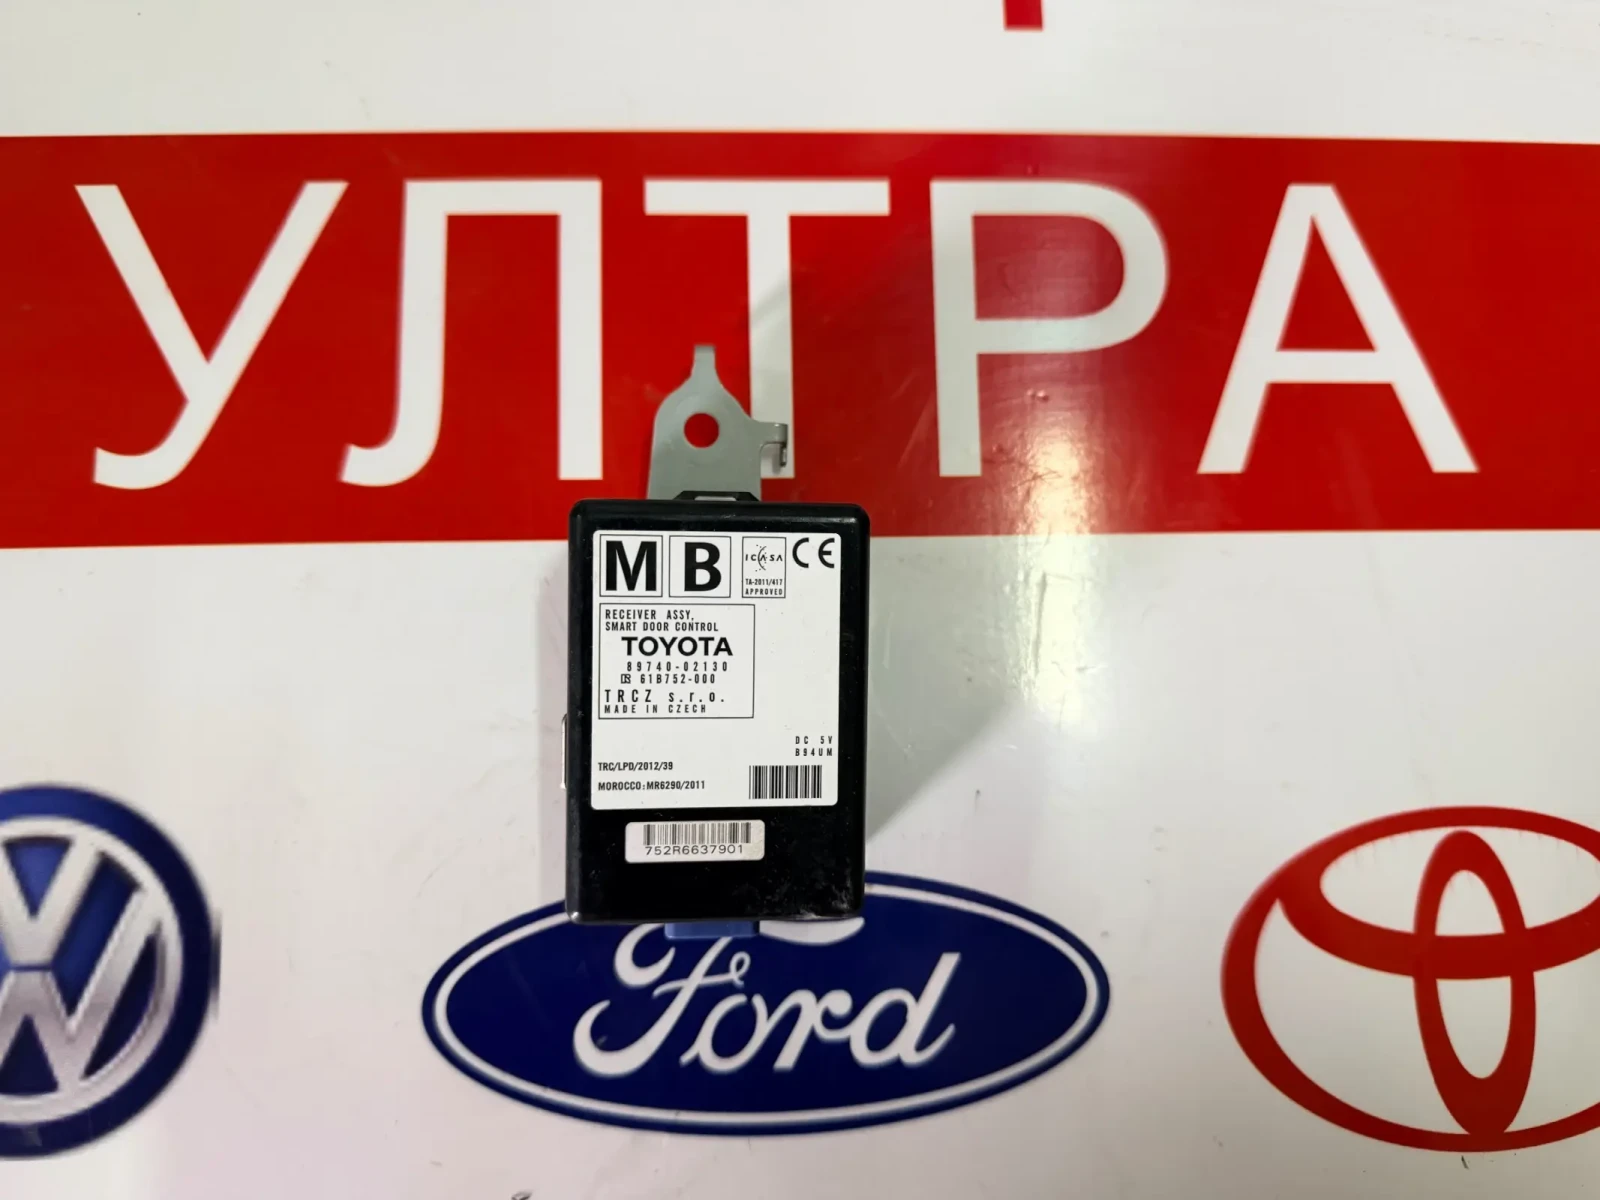 УЛТРА
M B
ICASA
TA-2011/417
APPROVED
CE
RECEIVER ASSY,
SMART DOOR CONTROL
TOYOTA
89740-02130
61B752-000
TRCZ s.r.o.
MADE IN CZECH
DC 5V
B94UM
TRC/LPD/2012/39
MOROCCO:MR6290/2011
752R6637901
Ford